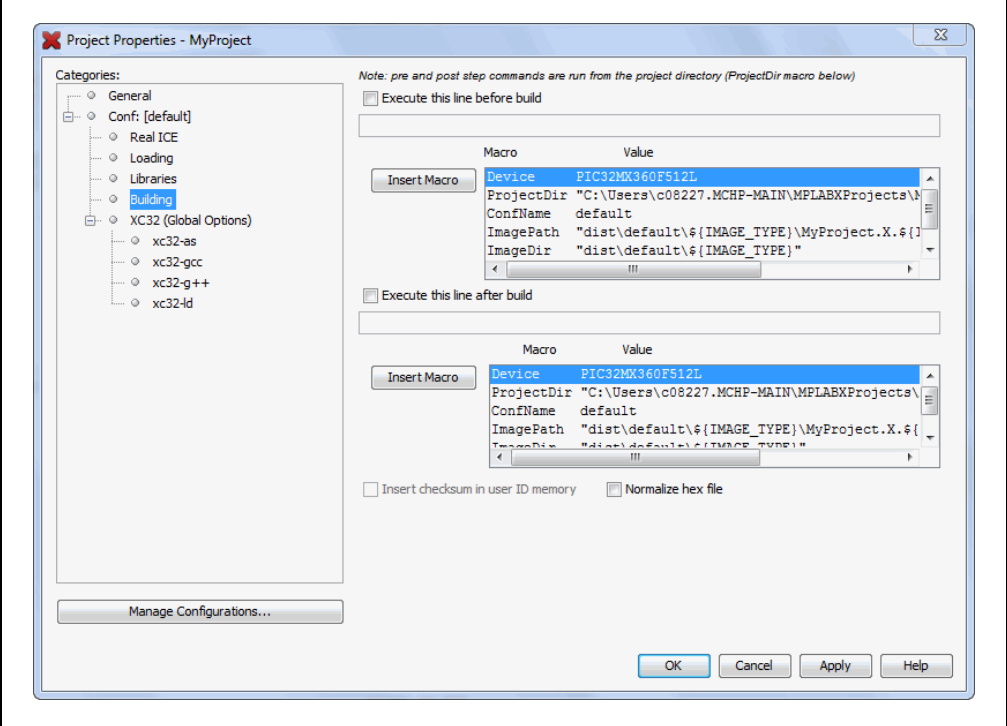 Project Properties - MyProject
Categories:
General
Conf: [default]
Real ICE
Loading
Libraries
Building
XC32 (Global Options)
xc32-as
xc32-gcc
xc32-g++
xc32-ld
Manage Configurations...
Note: pre and post step commands are run from the project directory (ProjectDir macro below)
Execute this line before build
Macro Value
Insert Macro
Device PIC32MX360F512L
ProjectDir "C:\Users\c08227.MCHP-MAIN\MPLABXProjects\M
ConfName default
ImagePath "dist\default\${IMAGE_TYPE}\MyProject.X.${I
ImageDir "dist\default\${IMAGE_TYPE}"
Execute this line after build
Macro Value
Insert Macro
Device PIC32MX360F512L
ProjectDir "C:\Users\c08227.MCHP-MAIN\MPLABXProjects\
ConfName default
ImagePath "dist\default\${IMAGE_TYPE}\MyProject.X.${
ImageDir "dist\default\${IMAGE_TYPE}"
Insert checksum in user ID memory Normalize hex file
OK Cancel Apply Help